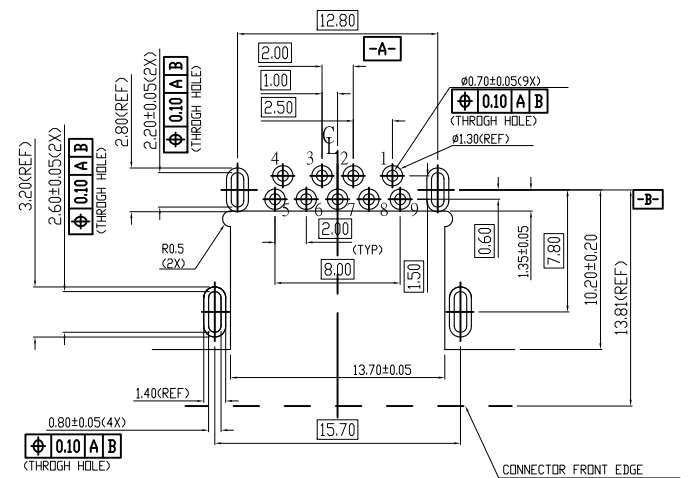 12.80
2.00
-A-
1.00
2.50
Ø0.70±0.05(9X)
0.10 A B
(THROGH HOLE)
Ø1.30(REF)
2.80(REF)
2.20±0.05(2X)
0.10 A B
(THROGH HOLE)
3.20(REF)
2.60±0.05(2X)
0.10 A B
(THROGH HOLE)
CL
4 3 2 1
5 6 7 8 9
-B-
R0.5
(2X)
2.00
(TYP)
8.00
1.50
0.60
1.35±0.05
7.80
10.20±0.20
13.81(REF)
13.70±0.05
1.40(REF)
0.80±0.05(4X)
0.10 A B
(THROGH HOLE)
15.70
CONNECTOR FRONT EDGE